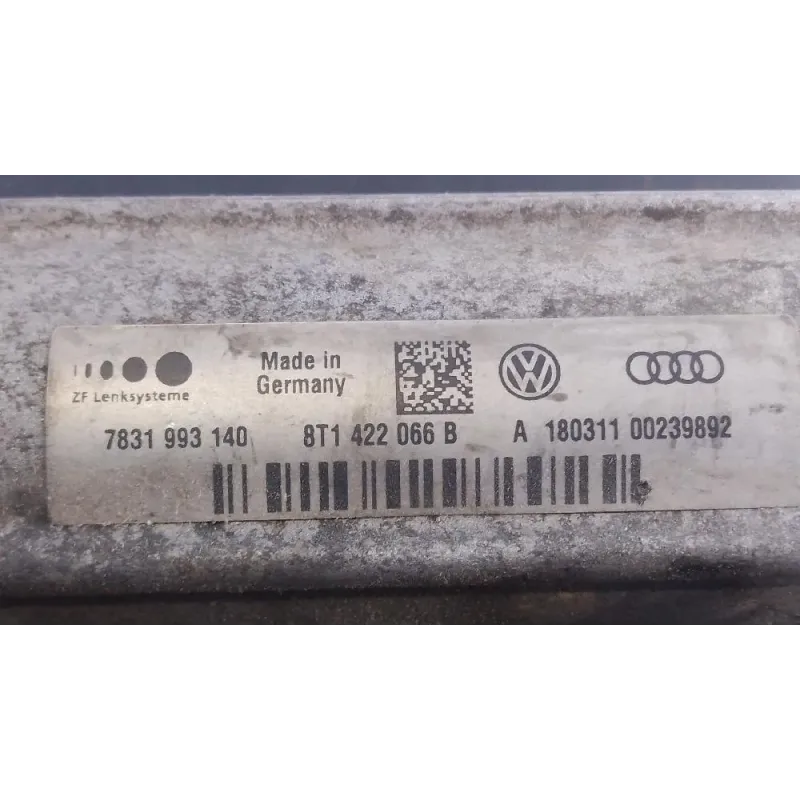 ZF Lenksysteme
Made in
Germany
7831 993 140 8T1 422 066 B A 180311 00239892